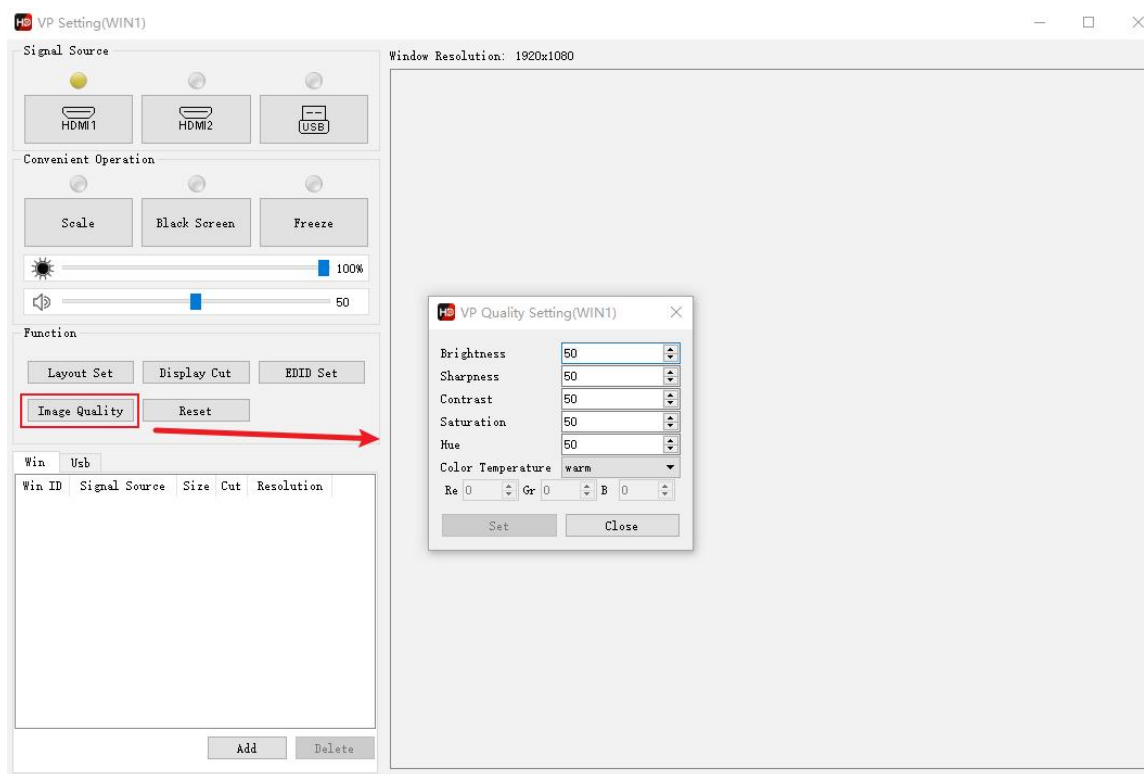 HD VP Setting(WIN1)
Signal Source
HDMI1 HDMI2 USB
Convenient Operation
Scale Black Screen Freeze
100%
50
Function
Layout Set Display Cut EDID Set
Image Quality Reset
Win Usb
Win ID Signal Source Size Cut Resolution
Add Delete
Window Resolution: 1920x1080
HD VP Quality Setting(WIN1)
Brightness 50
Sharpness 50
Contrast 50
Saturation 50
Hue 50
Color Temperature warm
Re 0 Gr 0 B 0
Set Close